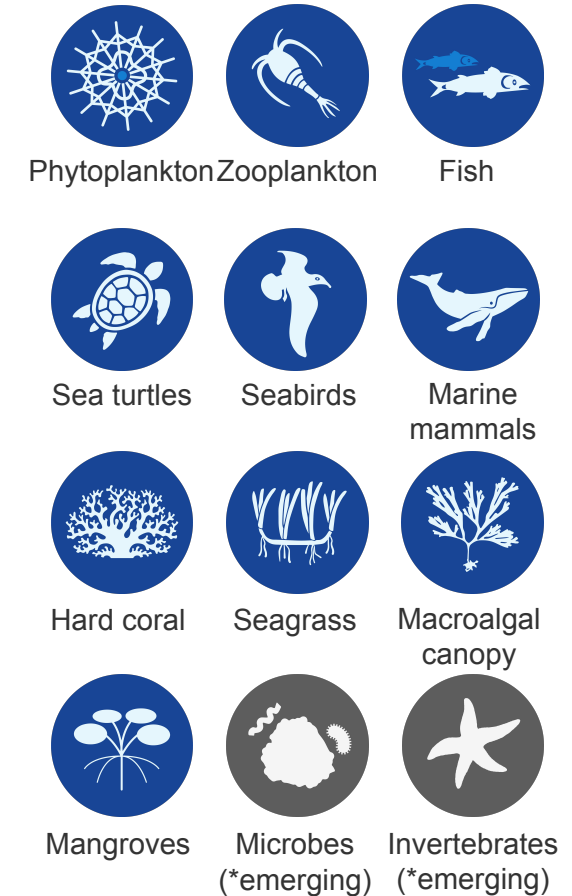 Phytoplankton Zooplankton Fish
Sea turtles Seabirds Marine
mammals
Hard coral Seagrass Macroalgal
canopy
Mangroves Microbes Invertebrates
(*emerging) (*emerging)